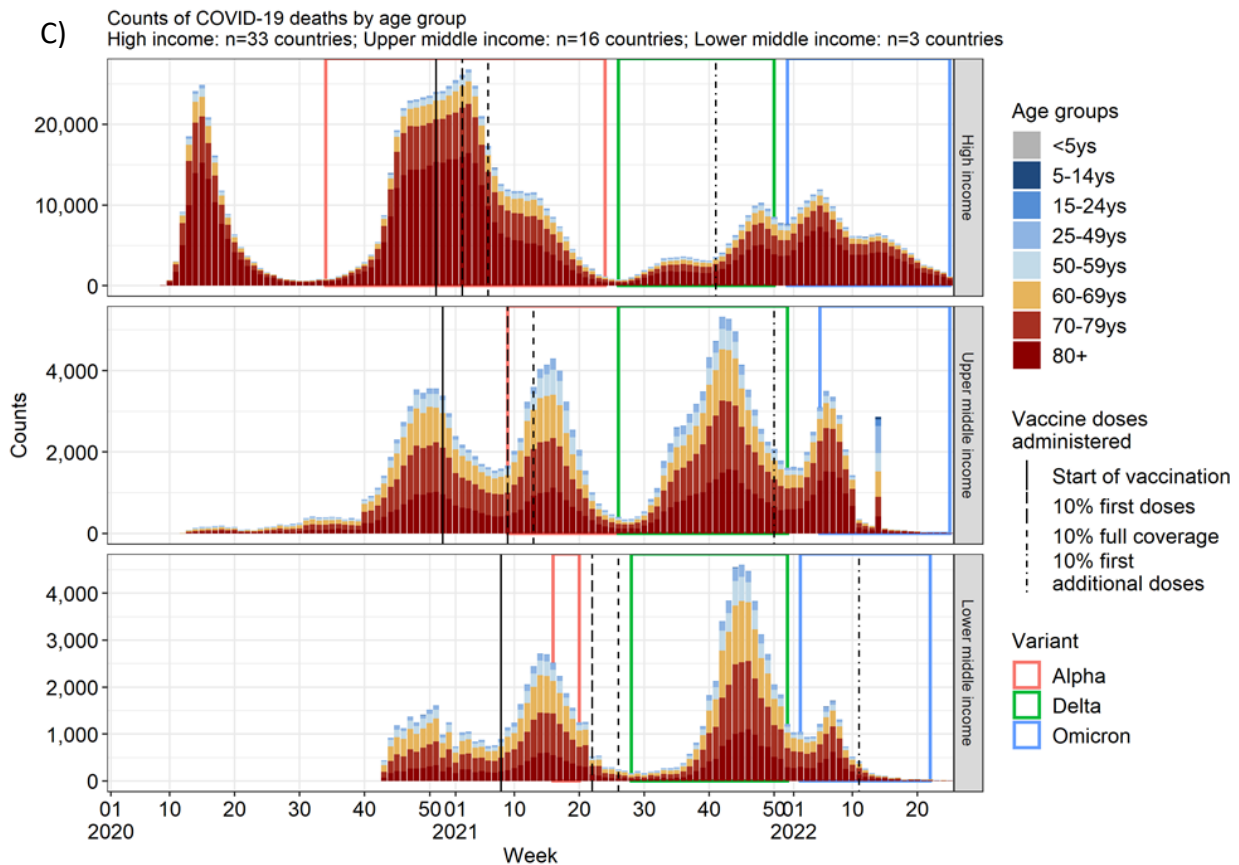 C)
Counts of COVID-19 deaths by age group
High income: n=33 countries; Upper middle income: n=16 countries; Lower middle income: n=3 countries
20,000
10,000
0
High income
4,000
2,000
0
Upper middle income
4,000
3,000
2,000
1,000
0
Lower middle income
Counts
01 10 20 30 40 50 01 10 20 30 40 50 01 10 20
2020 2021 2022
Week
Age groups
<5ys
5-14ys
15-24ys
25-49ys
50-59ys
60-69ys
70-79ys
80+
Vaccine doses
administered
Start of vaccination
10% first doses
10% full coverage
10% first
additional doses
Variant
Alpha
Delta
Omicron